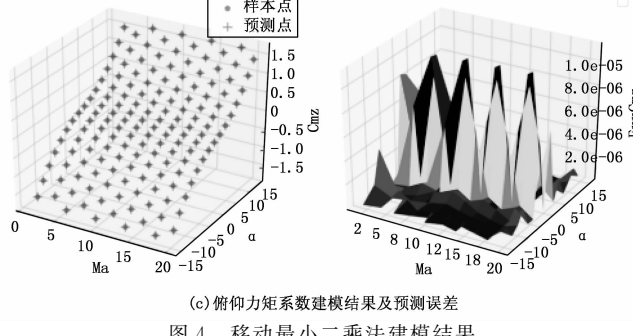 样本点
预测点
1.5
1.0
0.5
0
-0.5
-1.0
-1.5
Cmz
0 5 10 15 20
Ma
-15 -10 -5 0 5 10 15
α
1.0e-05
8.0e-06
6.0e-06
4.0e-06
2.0e-06
2 5 8 10 12 15 18 20
Ma
-15 -10 -5 0 5 10 15
α
(c)俯仰力矩系数建模结果及预测误差
图 4 移动最小二乘法建模结果